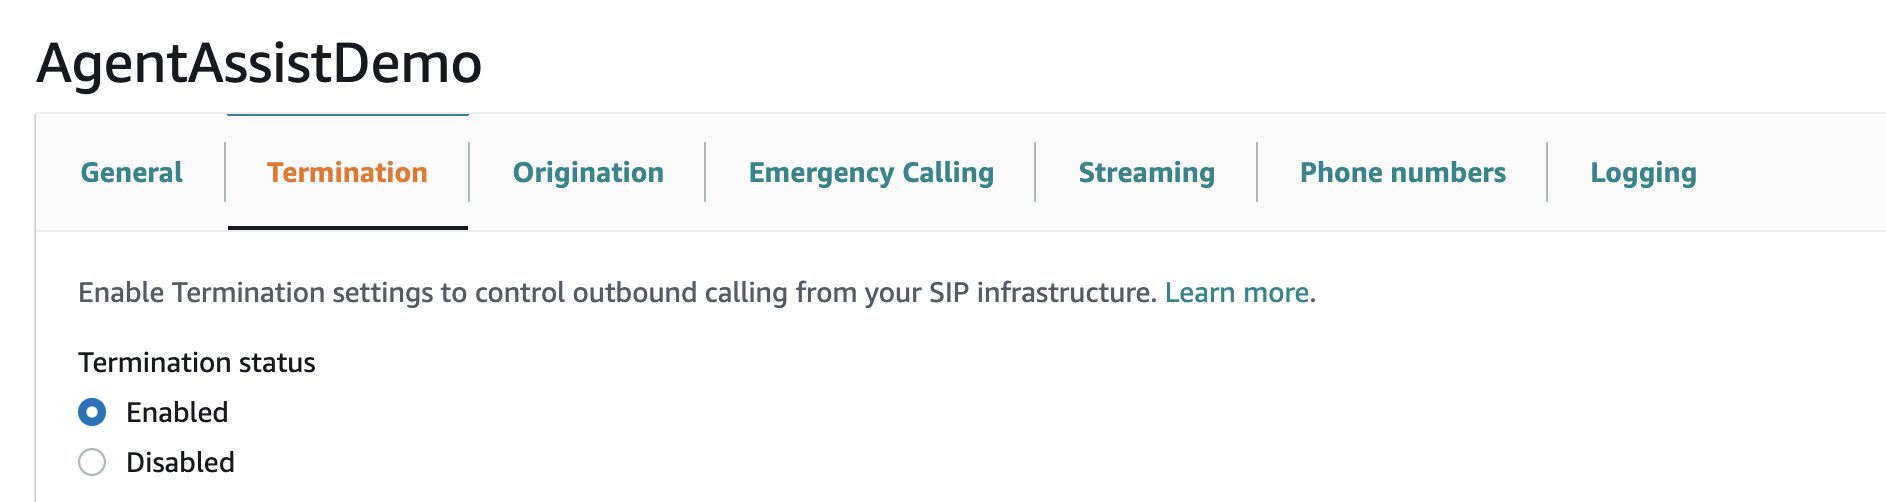 AgentAssistDemo
General Termination Origination Emergency Calling Streaming Phone numbers Logging
Enable Termination settings to control outbound calling from your SIP infrastructure. Learn more.
Termination status
Enabled
Disabled